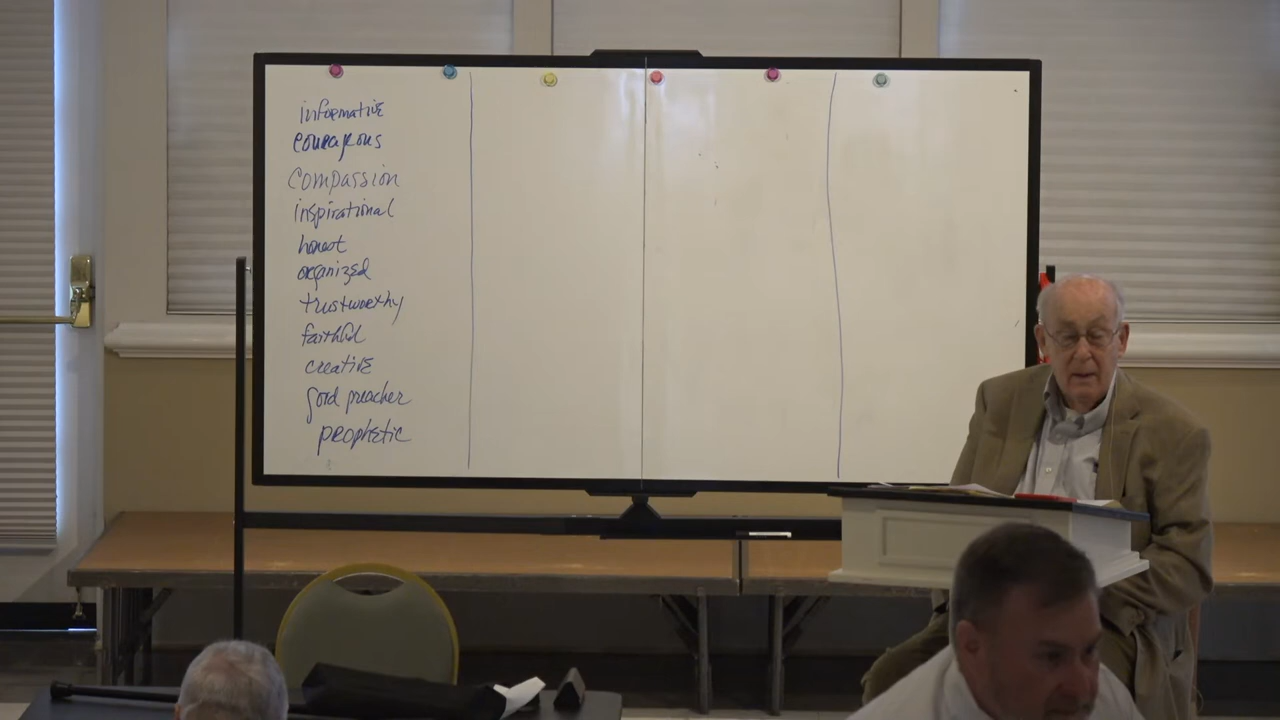 informative
courageous
compassion
inspirational
honest
organized
trustworthy
faithful
creative
good preacher
prophetic